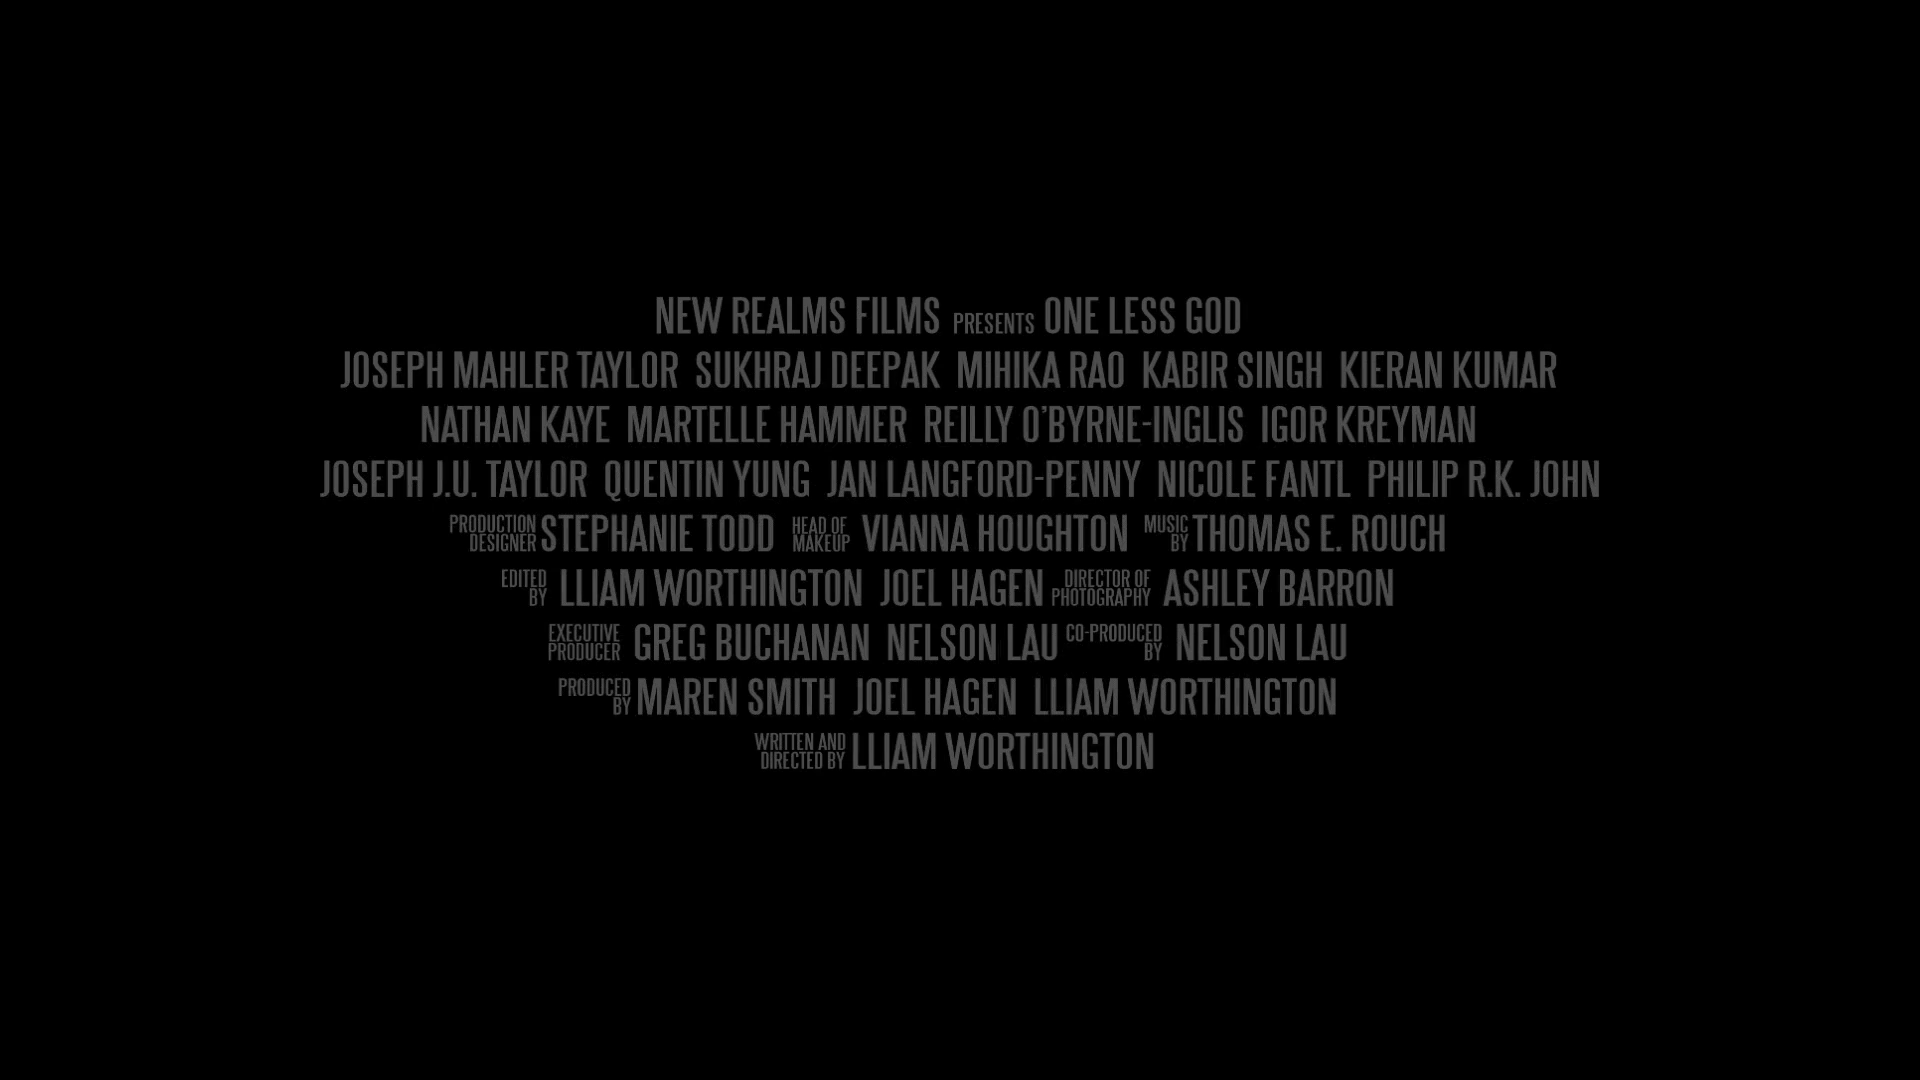 NEW REALMS FILMS PRESENTS ONE LESS GOD
JOSEPH MAHLER TAYLOR SUKHRAJ DEEPAK MIHIKA RAO KABIR SINGH KIERAN KUMAR
NATHAN KAYE MARTELLE HAMMER REILLY O'BYRNE-INGLIS IGOR KREYMAN
JOSEPH J.U. TAYLOR QUENTIN YUNG JAN LANGFORD-PENNY NICOLE FANTL PHILIP R.K. JOHN
PRODUCTION DESIGNER STEPHANIE TODD HEAD OF MAKEUP VIANNA HOUGHTON MUSIC BY THOMAS E. ROUCH
EDITED BY LLIAM WORTHINGTON JOEL HAGEN DIRECTOR OF PHOTOGRAPHY ASHLEY BARRON
EXECUTIVE PRODUCER GREG BUCHANAN NELSON LAU CO-PRODUCED BY NELSON LAU
PRODUCED BY MAREN SMITH JOEL HAGEN LLIAM WORTHINGTON
WRITTEN AND DIRECTED BY LLIAM WORTHINGTON